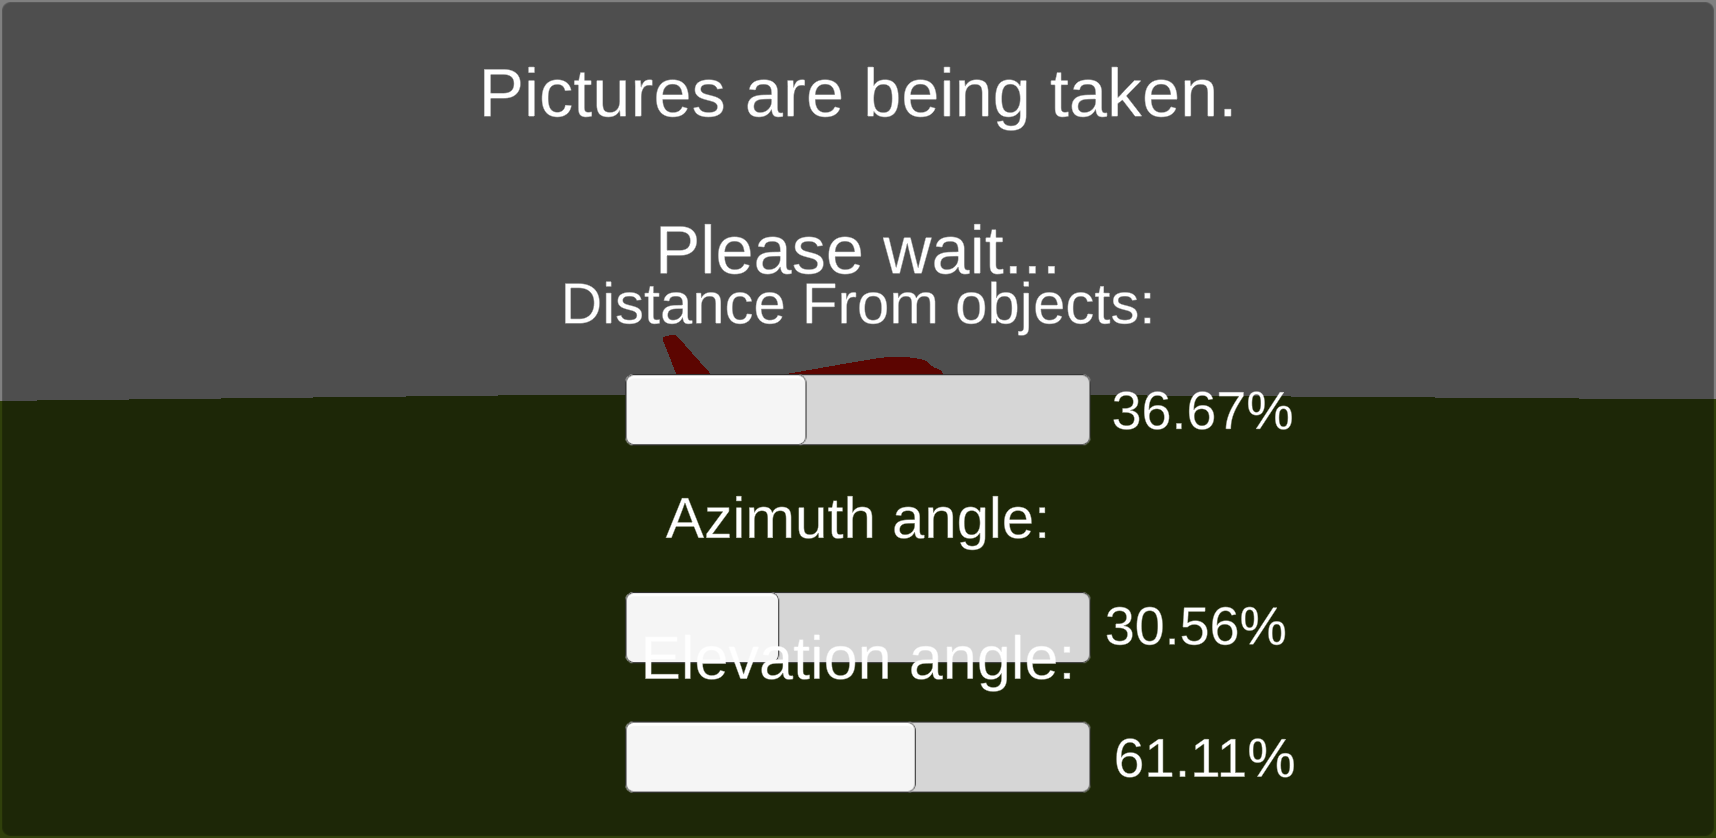 Pictures are being taken.
Please wait...
Distance From objects:
36.67%
Azimuth angle:
30.56%
Elevation angle:
61.11%